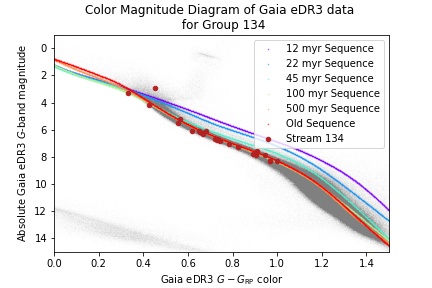 Color Magnitude Diagram of Gaia eDR3 data
for Group 134
Absolute Gaia eDR3 G-band magnitude
0
2
4
6
8
10
12
14
12 myr Sequence
22 myr Sequence
45 myr Sequence
100 myr Sequence
500 myr Sequence
Old Sequence
Stream 134
0.0 0.2 0.4 0.6 0.8 1.0 1.2 1.4
Gaia eDR3 G − G_RP color